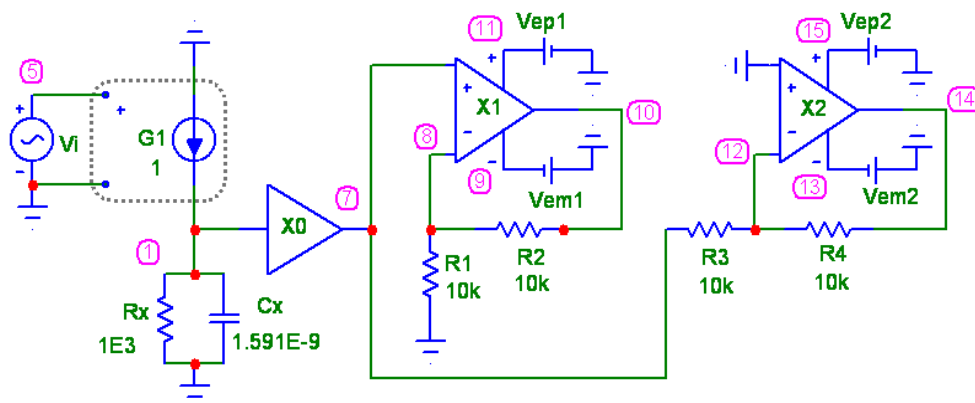 Vep1
Vep2
11
15
5
+
+
+
+
X1
X2
+
+
14
10
Vi
G1
1
8
-
-
12
-
9
-
13
-
Vem1
Vem2
7
X0
1
R1
10k
R2
10k
R3
10k
R4
10k
Rx
1E3
Cx
1.591E-9